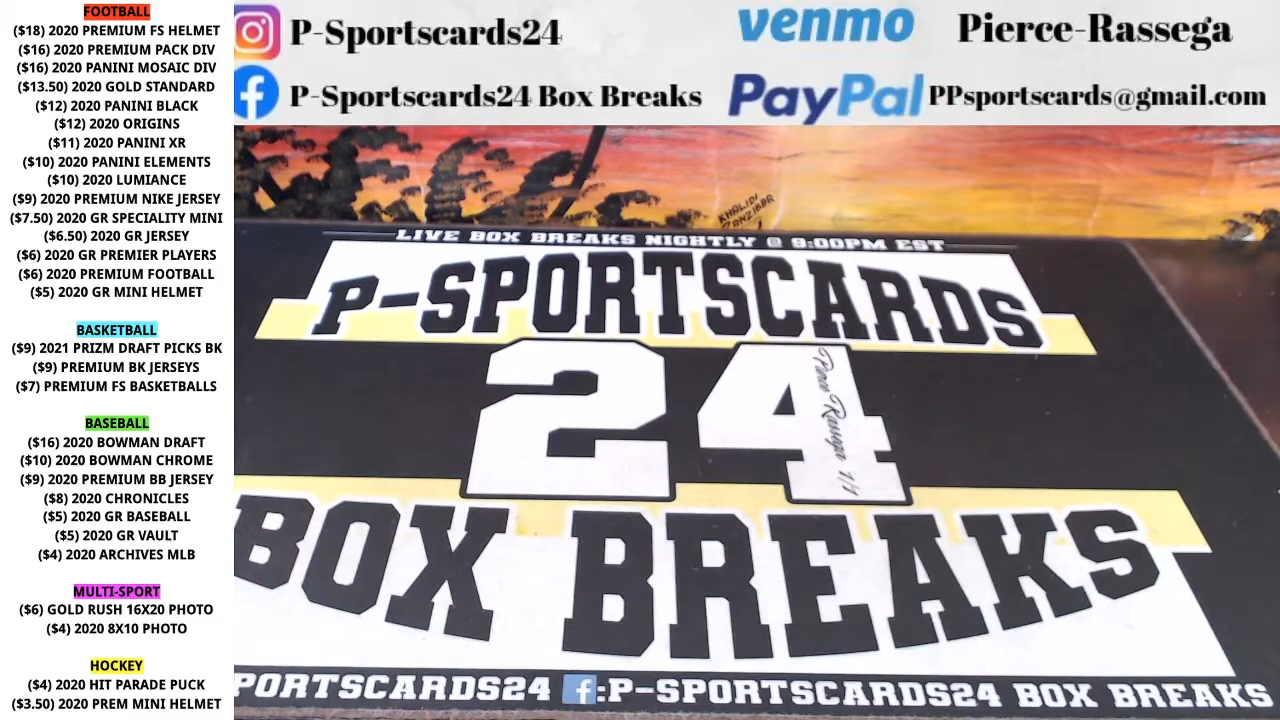 FOOTBALL
($18) 2020 PREMIUM FS HELMET
($16) 2020 PREMIUM PACK DIV
($16) 2020 PANINI MOSAIC DIV
($13.50) 2020 GOLD STANDARD
($12) 2020 PANINI BLACK
($12) 2020 ORIGINS
($11) 2020 PANINI XR
($10) 2020 PANINI ELEMENTS
($10) 2020 LUMIANCE
($9) 2020 PREMIUM NIKE JERSEY
($7.50) 2020 GR SPECIALITY MINI
($6.50) 2020 GR JERSEY
($6) 2020 GR PREMIER PLAYERS
($6) 2020 PREMIUM FOOTBALL
($5) 2020 GR MINI HELMET
BASKETBALL
($9) 2021 PRIZM DRAFT PICKS BK
($9) PREMIUM BK JERSEYS
($7) PREMIUM FS BASKETBALLS
BASEBALL
($16) 2020 BOWMAN DRAFT
($10) 2020 BOWMAN CHROME
($9) 2020 PREMIUM BB JERSEY
($8) 2020 CHRONICLES
($5) 2020 GR BASEBALL
($5) 2020 GR VAULT
($4) 2020 ARCHIVES MLB
MULTI-SPORT
($6) GOLD RUSH 16X20 PHOTO
($4) 2020 8X10 PHOTO
HOCKEY
($4) 2020 HIT PARADE PUCK
($3.50) 2020 PREM MINI HELMET
P-Sportscards24
venmo Pierce-Rassega
P-Sportscards24 Box Breaks
PayPal PPsportscards@gmail.com
KHALIDI
ZANZIBAR
LIVE BOX BREAKS NIGHTLY @ 9:00PM EST
P-SPORTSCARDS
24
Pierce Rassega 1/1
BOX BREAKS
PORTSCARDS24 f:P-SPORTSCARDS24 BOX BREAKS